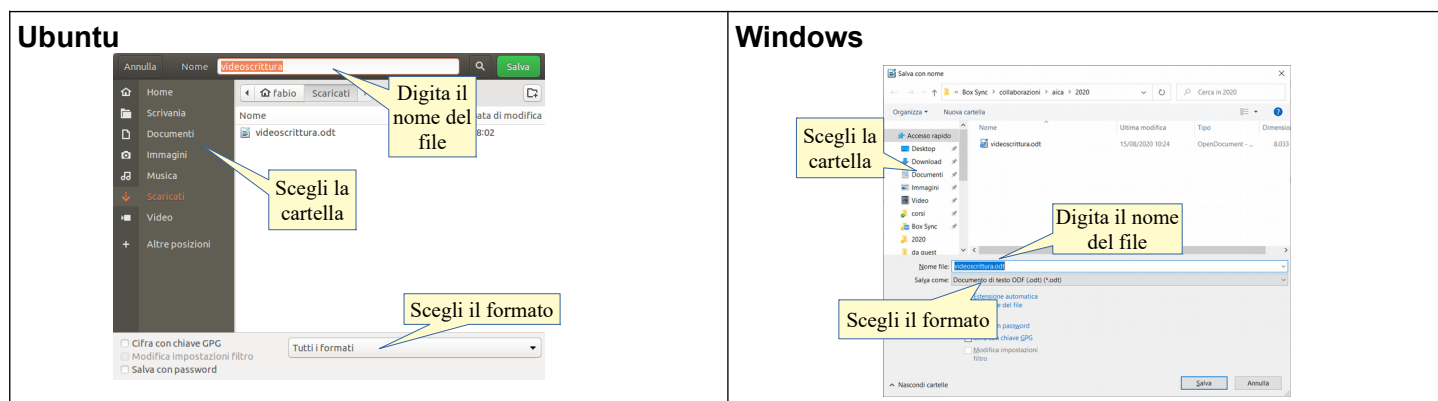 Ubuntu
Annulla Nome videoscrittura Salva
Home
Scrivania
Documenti
Immagini
Musica
Scaricati
Video
+ Altre posizioni
fabio Scaricati
Nome ata di modifica
videoscrittura.odt 8:02
Digita il
nome del
file
Scegli la
cartella
Scegli il formato
Cifra con chiave GPG
Modifica impostazioni
filtro
Salva con password
Tutti i formati
Windows
Salva con nome
« Box Sync > collaborazioni > aica > 2020 Cerca in 2020
Organizza Nuova cartella
Accesso rapido
Desktop
Download
Documenti
Immagini
Video
corsi
Box Sync
2020
da quest
Nome Ultima modifica Tipo Dimensio
videoscrittura.odt 15/08/2020 10:24 OpenDocument - ... 8.033
Scegli la
cartella
Digita il nome
del file
Nome file: videoscrittura.odt
Salva come: Documento di testo ODF (.odt) (*.odt)
Scegli il formato
Estensione automatica
del file
password
con chiave GPG
Modifica impostazioni
filtro
Nascondi cartelle
Salva Annulla